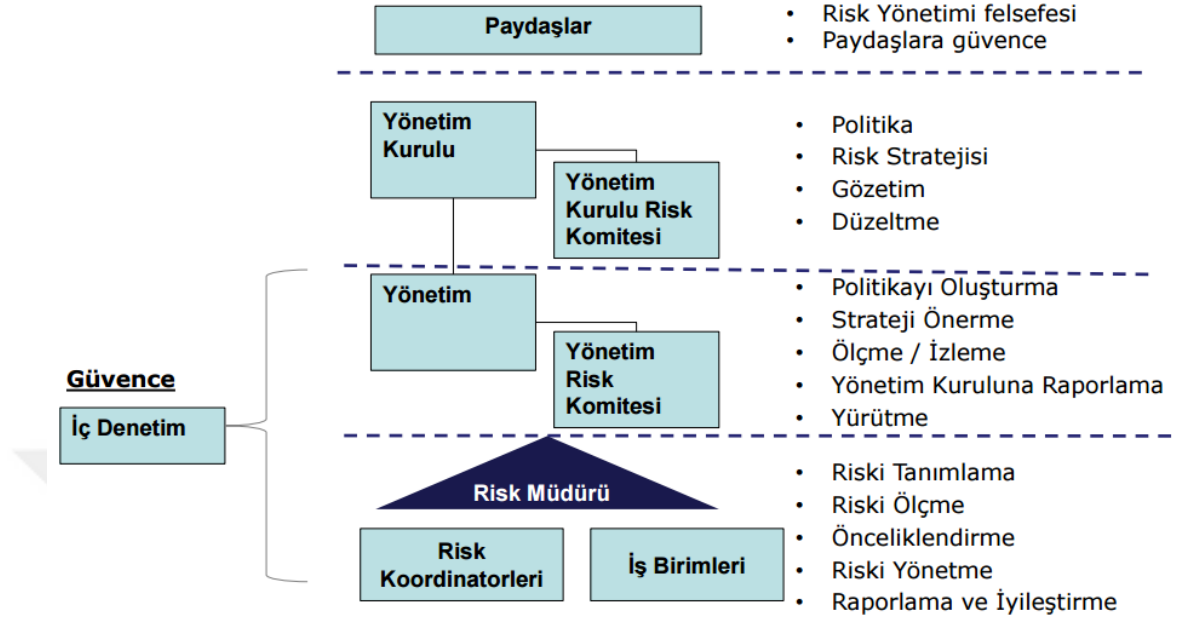 Paydaşlar
• Risk Yönetimi felsefesi
• Paydaşlara güvence
Yönetim
Kurulu
Yönetim
Kurulu Risk
Komitesi
• Politika
• Risk Stratejisi
• Gözetim
• Düzeltme
Yönetim
Yönetim
Risk
Komitesi
• Politikayı Oluşturma
• Strateji Önerme
• Ölçme / İzleme
• Yönetim Kuruluna Raporlama
• Yürütme
Güvence
İç Denetim
Risk Müdürü
Risk
Koordinatorleri
İş Birimleri
• Riski Tanımlama
• Riski Ölçme
• Önceliklendirme
• Riski Yönetme
• Raporlama ve İyileştirme